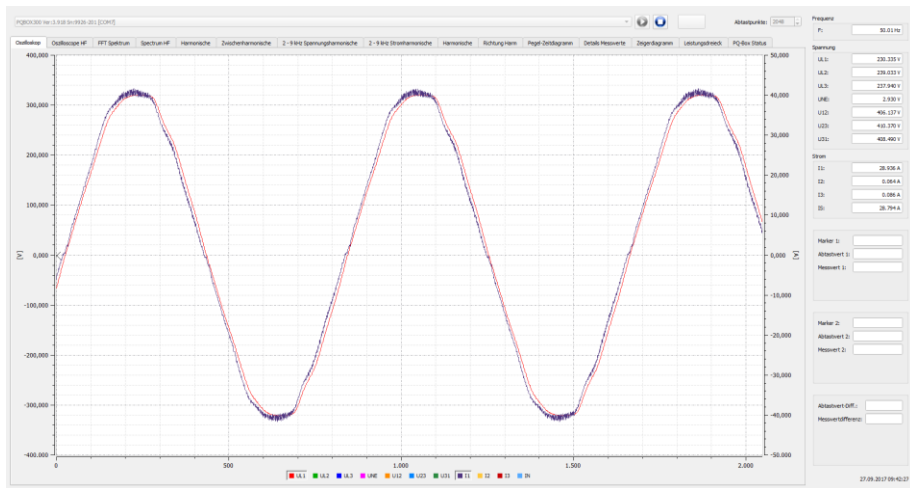 PQBOX300 Ver:3.018 Sn:9928-201 [COM7]
Abtastpunkte: 2048
Oszilloskop Oszilloscope HF FFT Spektrum Spectrum HF Harmonische Zwischenharmonische 2 - 9 kHz Spannungsharmonische 2 - 9 kHz Stromharmonische Harmonische Richtung Harm Pegel-Zeitdiagramm Details Messwerte Zeigerdiagramm Leistungsdreieck PQ-Box Status
400,000
300,000
200,000
100,000
0,000
-100,000
-200,000
-300,000
-400,000
[V]
50,000
40,000
30,000
20,000
10,000
0,000
-10,000
-20,000
-30,000
-40,000
-50,000
[A]
0 500 1.000 1.500 2.000
UL1 UL2 UL3 UNE U12 U23 U31 I1 I2 I3 IN
Frequenz
F: 50.01 Hz
Spannung
UL1: 230.335 V
UL2: 239.033 V
UL3: 237.940 V
UNE: 2.930 V
U12: 406.137 V
U23: 410.370 V
U31: 408.490 V
Strom
I1: 28.936 A
I2: 0.064 A
I3: 0.086 A
28.794 A
Marker 1:
Abtastwert 1:
Messwert 1:
Marker 2:
Abtastwert 2:
Messwert 2:
Abtastwert-Diff.:
Messwertdifferenz:
27.09.2017 09:42:27